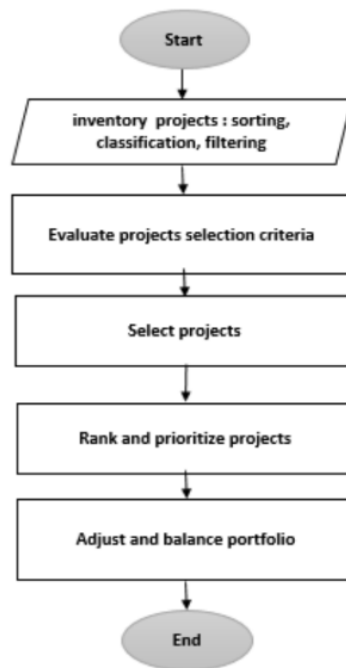 Start
inventory projects : sorting,
classification, filtering
Evaluate projects selection criteria
Select projects
Rank and prioritize projects
Adjust and balance portfolio
End